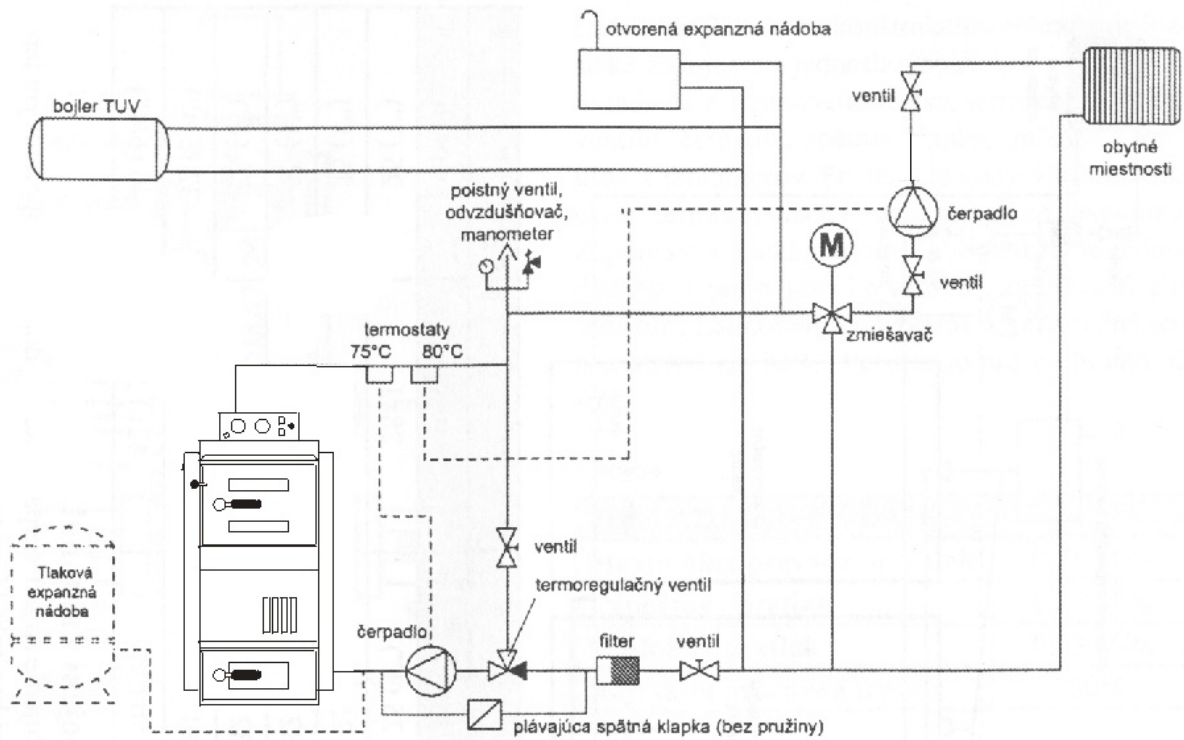 otvorená expanzná nádoba
ventil
bojler TUV
obytné
miestnosti
poistný ventil,
odvzdušňovač,
manometer
čerpadlo
M
ventil
termostaty
75°C 80°C
zmiešavač
ventil
Tlaková
expanzná
nádoba
termoregulačný ventil
čerpadlo
filter
ventil
plávajúca spätná klapka (bez pružiny)